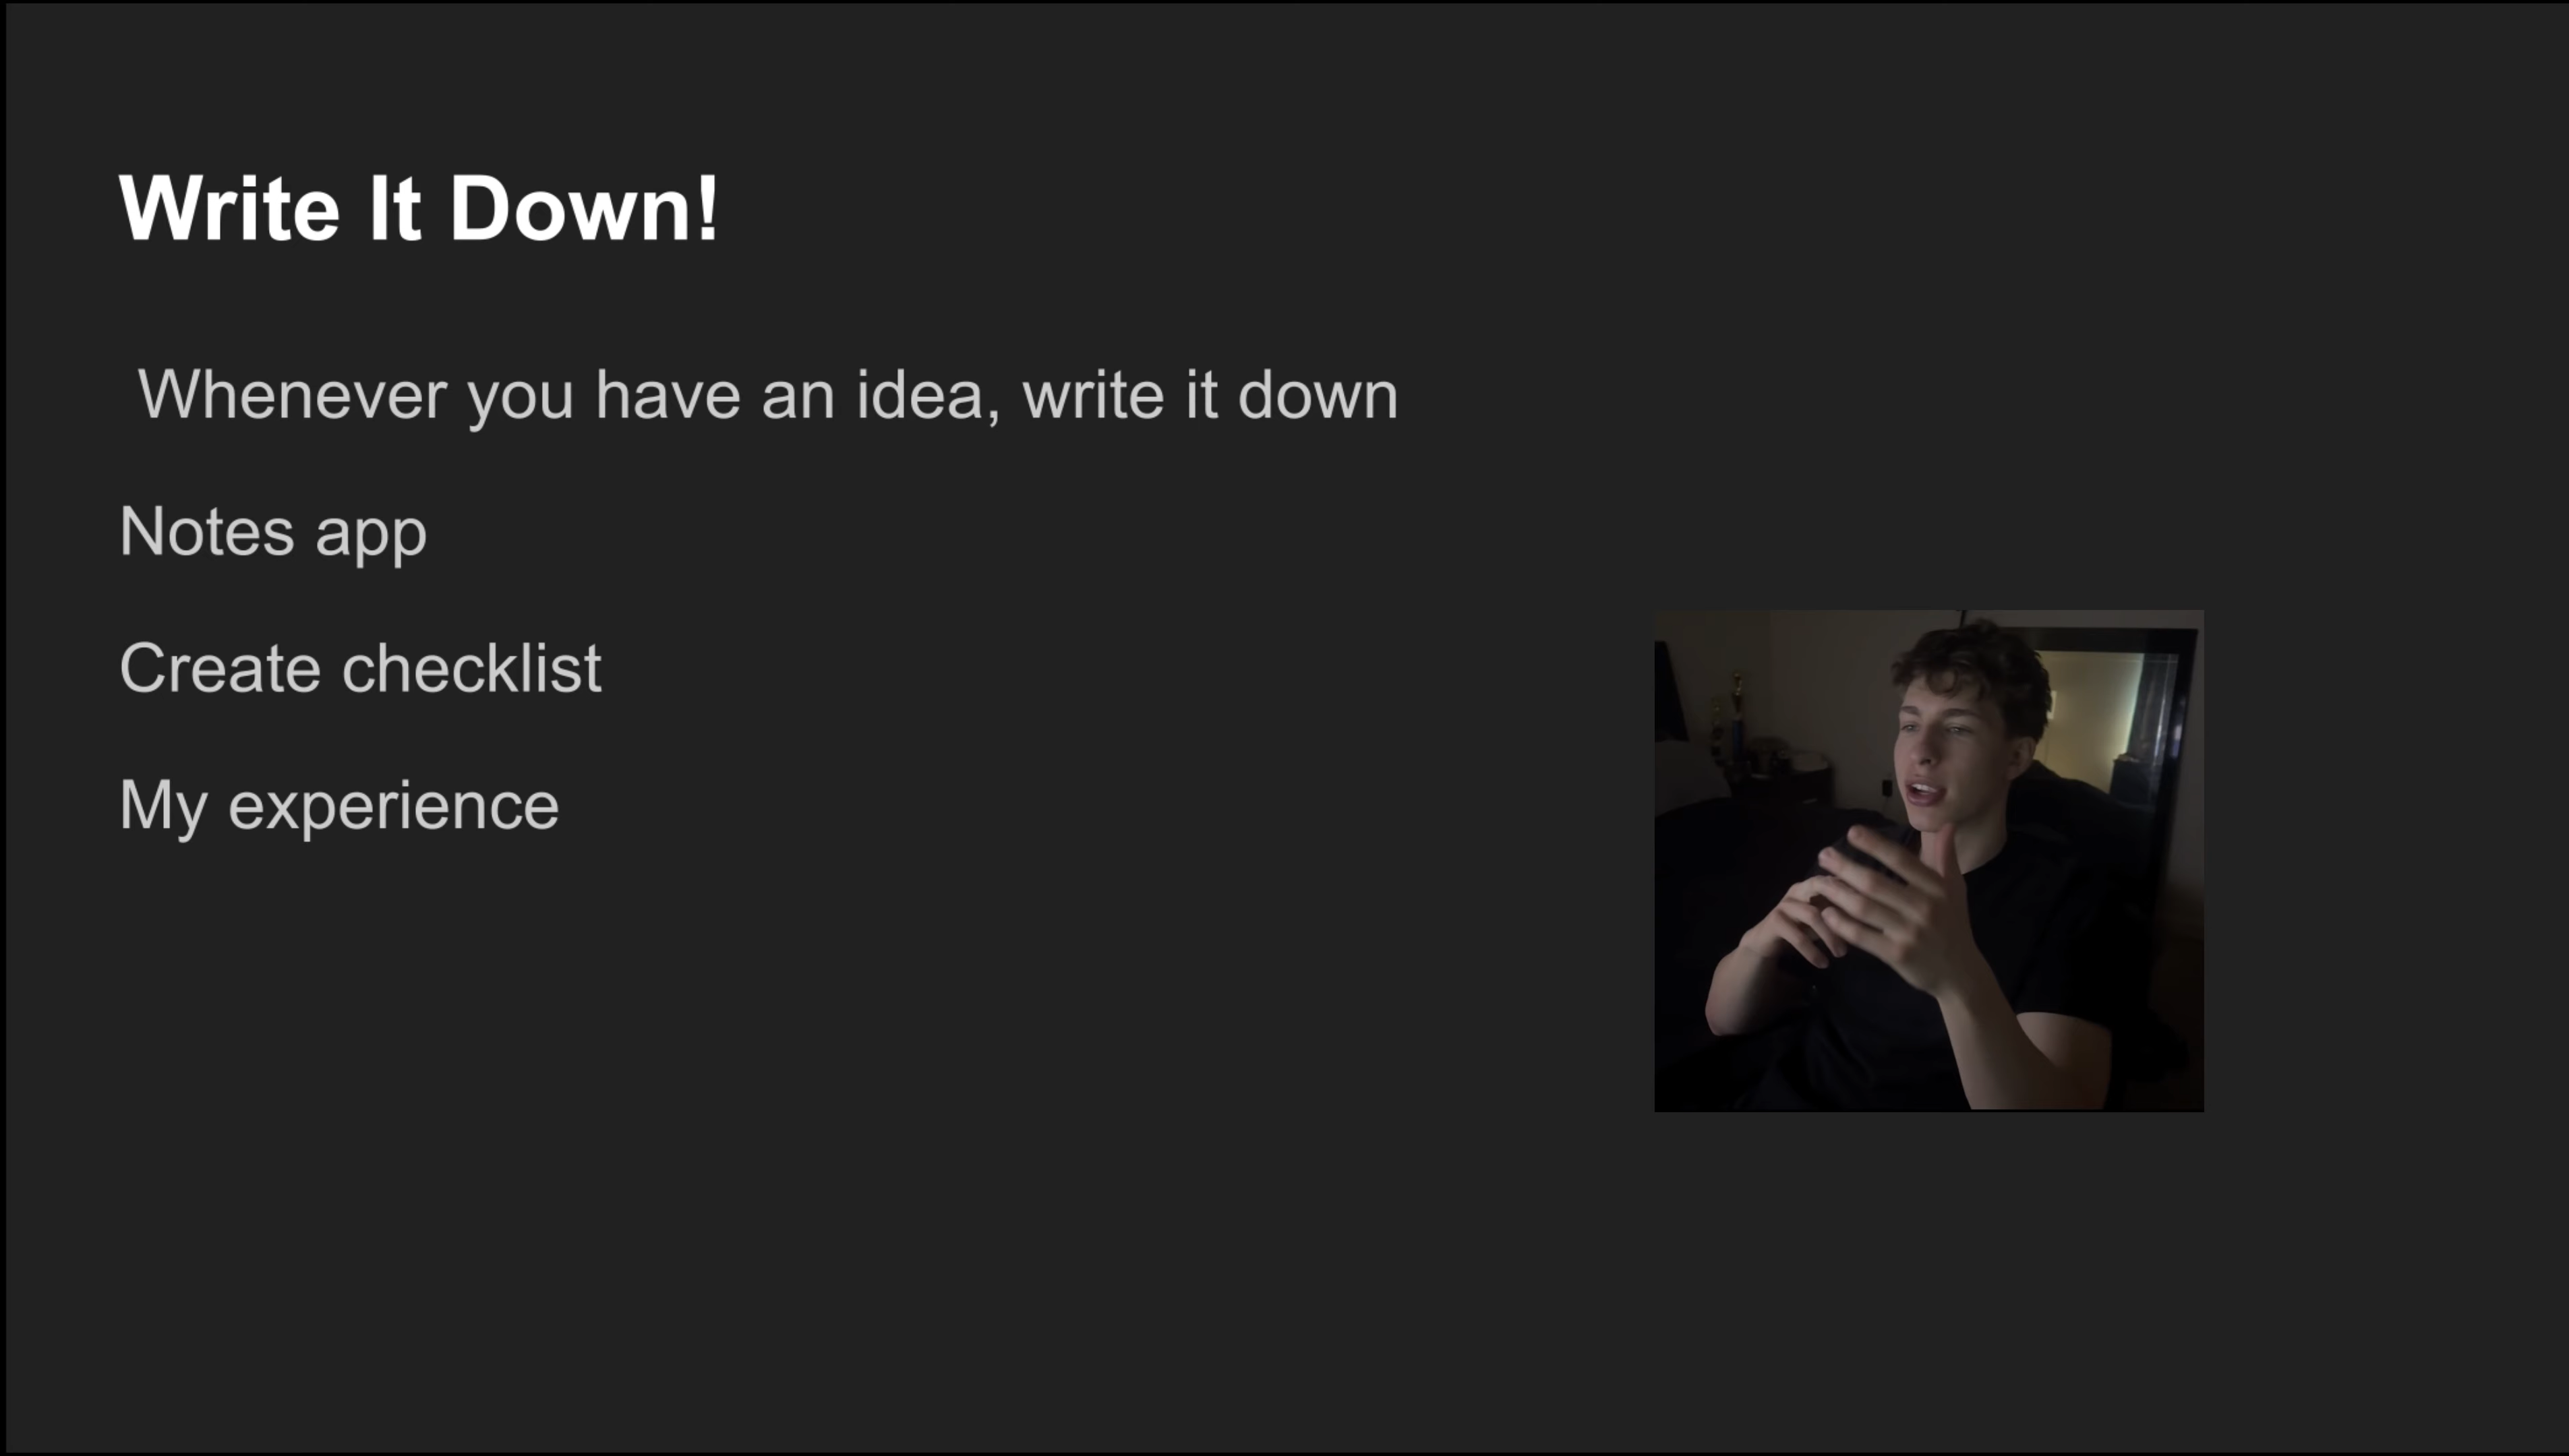 Write It Down!
Whenever you have an idea, write it down
Notes app
Create checklist
My experience